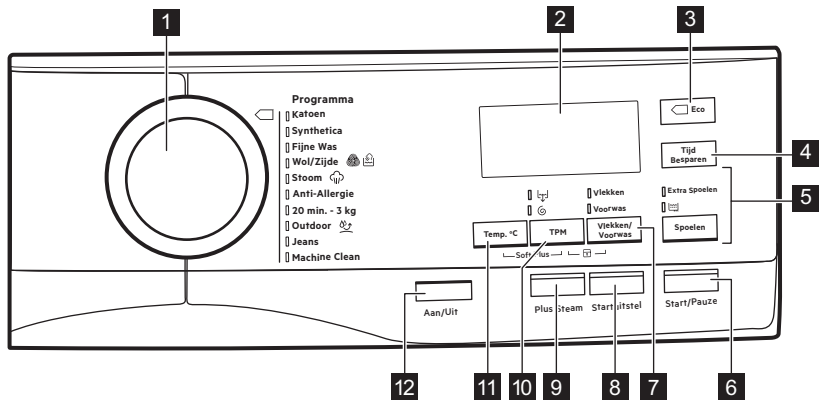 1
2
3
Programma
Katoen
Synthetica
Fijne Was
Wol/Zijde
Stoom
Anti-Allergie
20 min. - 3 kg
Outdoor
Jeans
Machine Clean
Eco
Tijd
Besparen
4
Extra Spoelen
5
Spoelen
Vlekken
Voorwas
Temp. °C
TPM
Vlekken/
Voorwas
Soft Plus
Aan/Uit
Plus Steam
Startuitstel
Start/Pauze
12
11
10
9
8
7
6